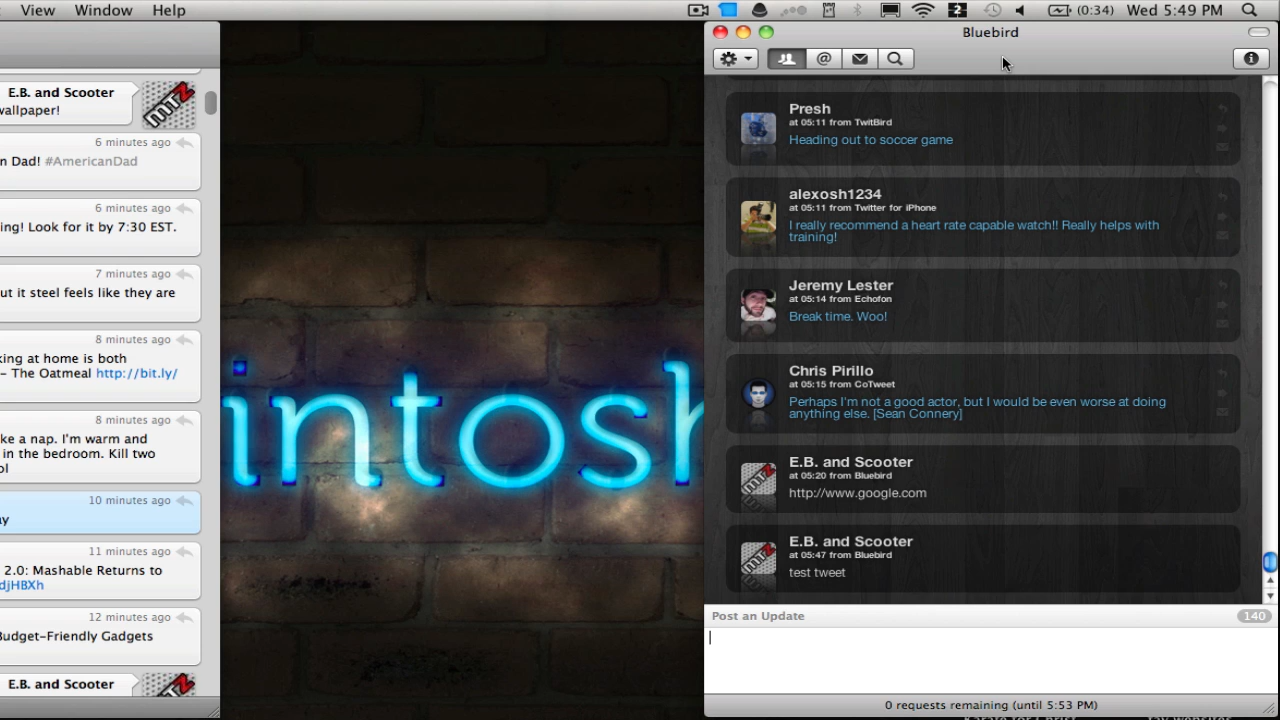 View Window Help
2 (0:34) Wed 5:49 PM
E.B. and Scooter
wallpaper!
6 minutes ago
n Dad! #AmericanDad
6 minutes ago
ing! Look for it by 7:30 EST.
7 minutes ago
ut it steel feels like they are
8 minutes ago
king at home is both
– The Oatmeal http://bit.ly/
8 minutes ago
ke a nap. I'm warm and
in the bedroom. Kill two
ol
10 minutes ago
ay
11 minutes ago
2.0: Mashable Returns to
djHBXh
12 minutes ago
Budget-Friendly Gadgets
E.B. and Scooter
intosh
Bluebird
@
Presh
at 05:11 from TwitBird
Heading out to soccer game
alexosh1234
at 05:11 from Twitter for iPhone
I really recommend a heart rate capable watch!! Really helps with
training!
Jeremy Lester
at 05:14 from Echofon
Break time. Woo!
Chris Pirillo
at 05:15 from CoTweet
Perhaps I'm not a good actor, but I would be even worse at doing
anything else. [Sean Connery]
E.B. and Scooter
at 05:20 from Bluebird
http://www.google.com
E.B. and Scooter
at 05:47 from Bluebird
test tweet
Post an Update 140
0 requests remaining (until 5:53 PM)